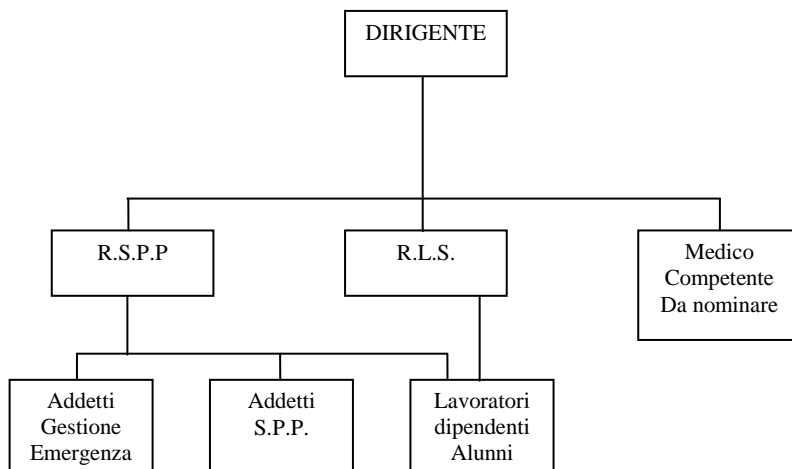 DIRIGENTE
R.S.P.P
R.L.S.
Medico
Competente
Da nominare
Addetti
Gestione
Emergenza
Addetti
S.P.P.
Lavoratori
dipendenti
Alunni